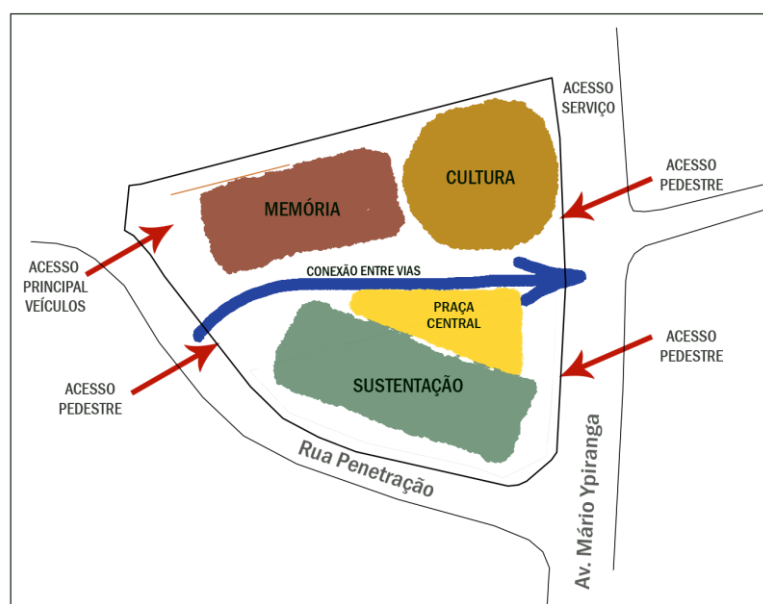 ACESSO
SERVIÇO
ACESSO
PEDESTRE
CULTURA
MEMÓRIA
ACESSO
PRINCIPAL
VEÍCULOS
CONEXÃO ENTRE VIAS
PRAÇA
CENTRAL
ACESSO
PEDESTRE
ACESSO
PEDESTRE
SUSTENTAÇÃO
Rua Penetração
Av. Mário Ypiranga